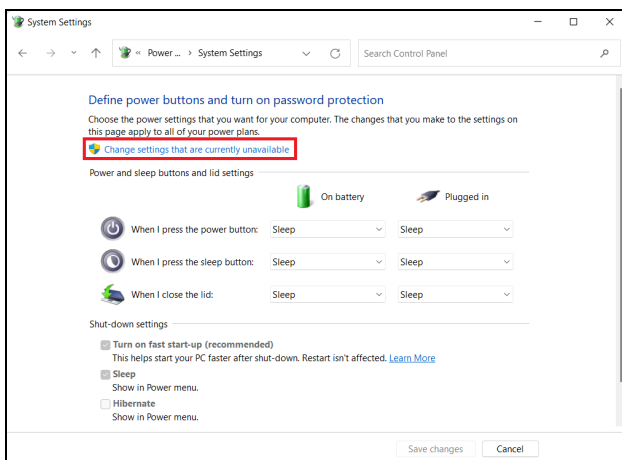 System Settings
« Power ... › System Settings
Search Control Panel
Define power buttons and turn on password protection
Choose the power settings that you want for your computer. The changes that you make to the settings on
this page apply to all of your power plans.
Change settings that are currently unavailable
Power and sleep buttons and lid settings
On battery
Plugged in
When I press the power button: Sleep Sleep
When I press the sleep button: Sleep Sleep
When I close the lid: Sleep Sleep
Shut-down settings
Turn on fast start-up (recommended)
This helps start your PC faster after shut-down. Restart isn't affected. Learn More
Sleep
Show in Power menu.
Hibernate
Show in Power menu.
Save changes
Cancel